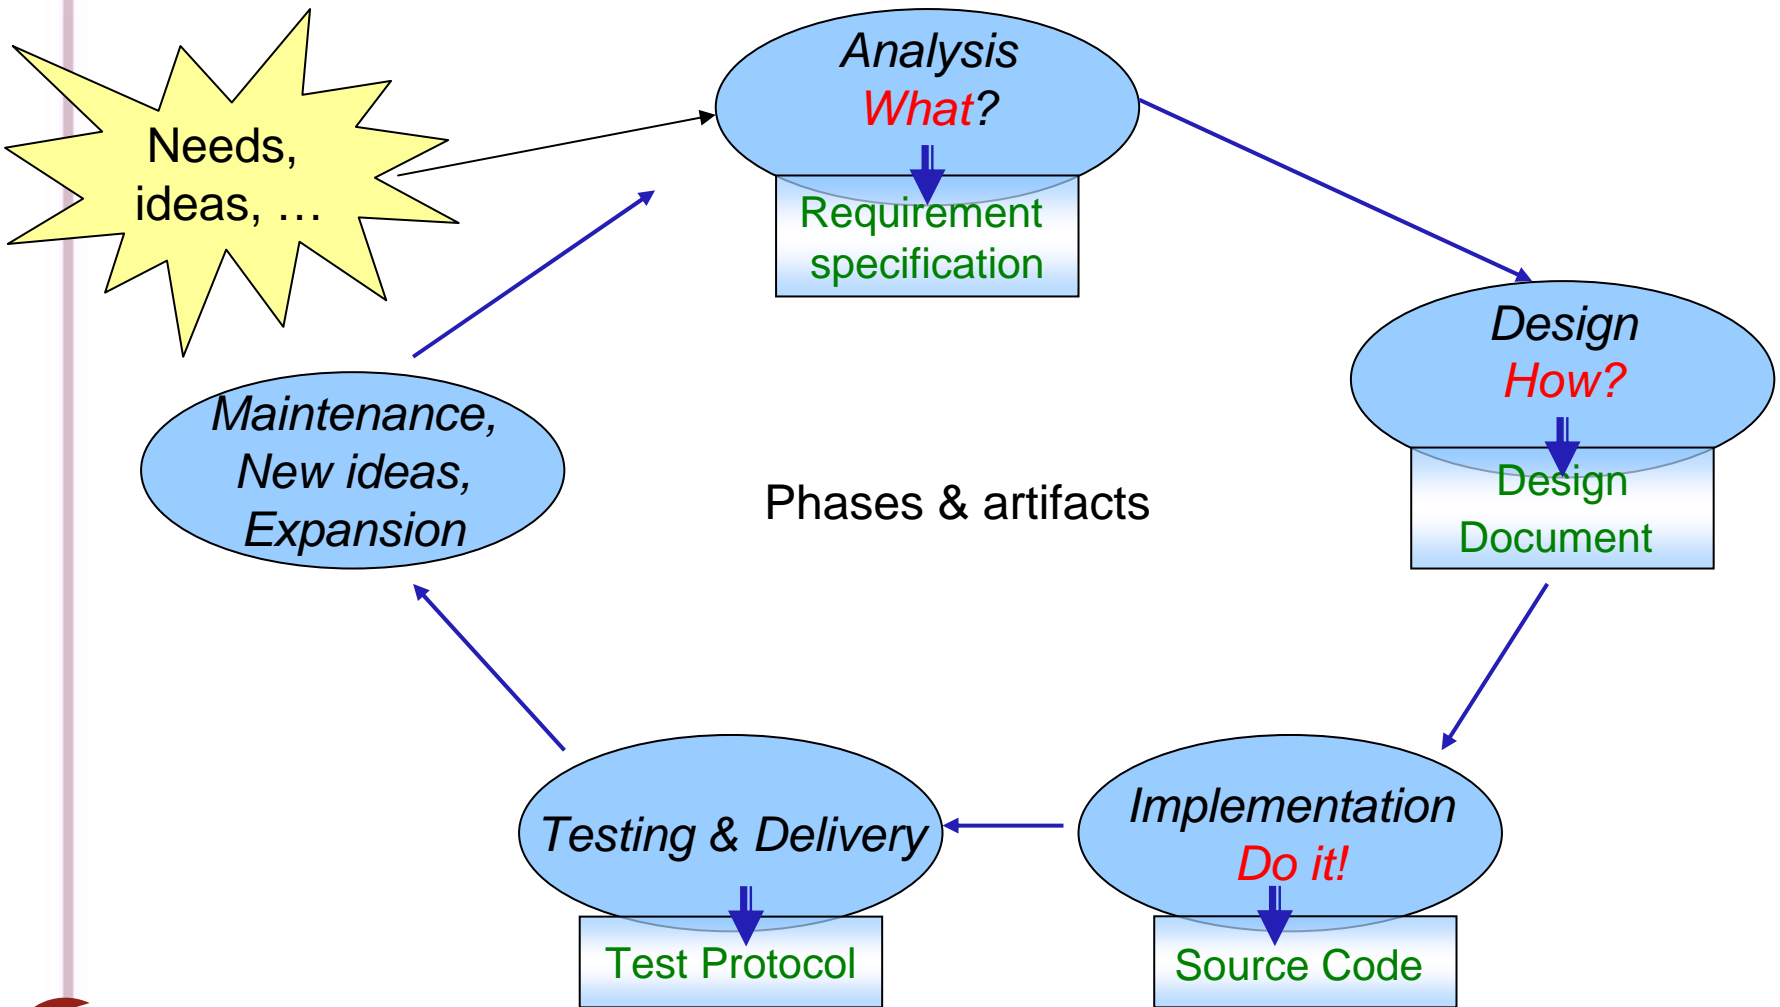 Needs,
ideas, …
Analysis
What?
Requirement
specification
Design
How?
Design
Document
Maintenance,
New ideas,
Expansion
Phases & artifacts
Implementation
Do it!
Source Code
Testing & Delivery
Test Protocol